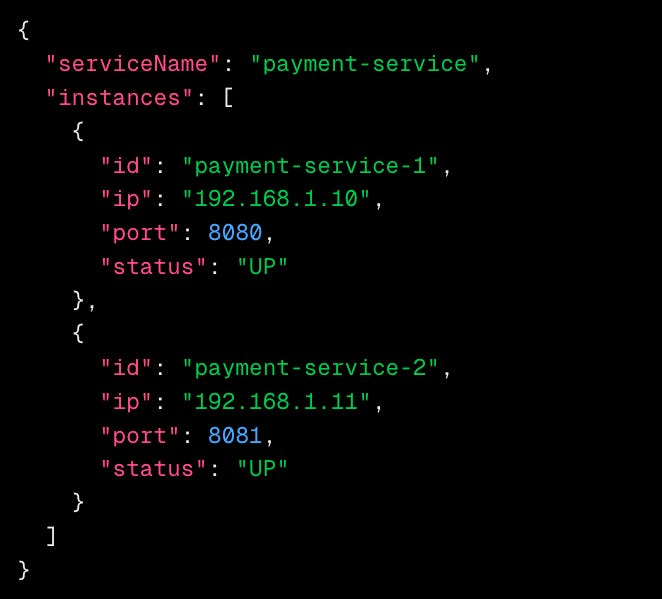 {
  "serviceName": "payment-service",
  "instances": [
    {
      "id": "payment-service-1",
      "ip": "192.168.1.10",
      "port": 8080,
      "status": "UP"
    },
    {
      "id": "payment-service-2",
      "ip": "192.168.1.11",
      "port": 8081,
      "status": "UP"
    }
  ]
}